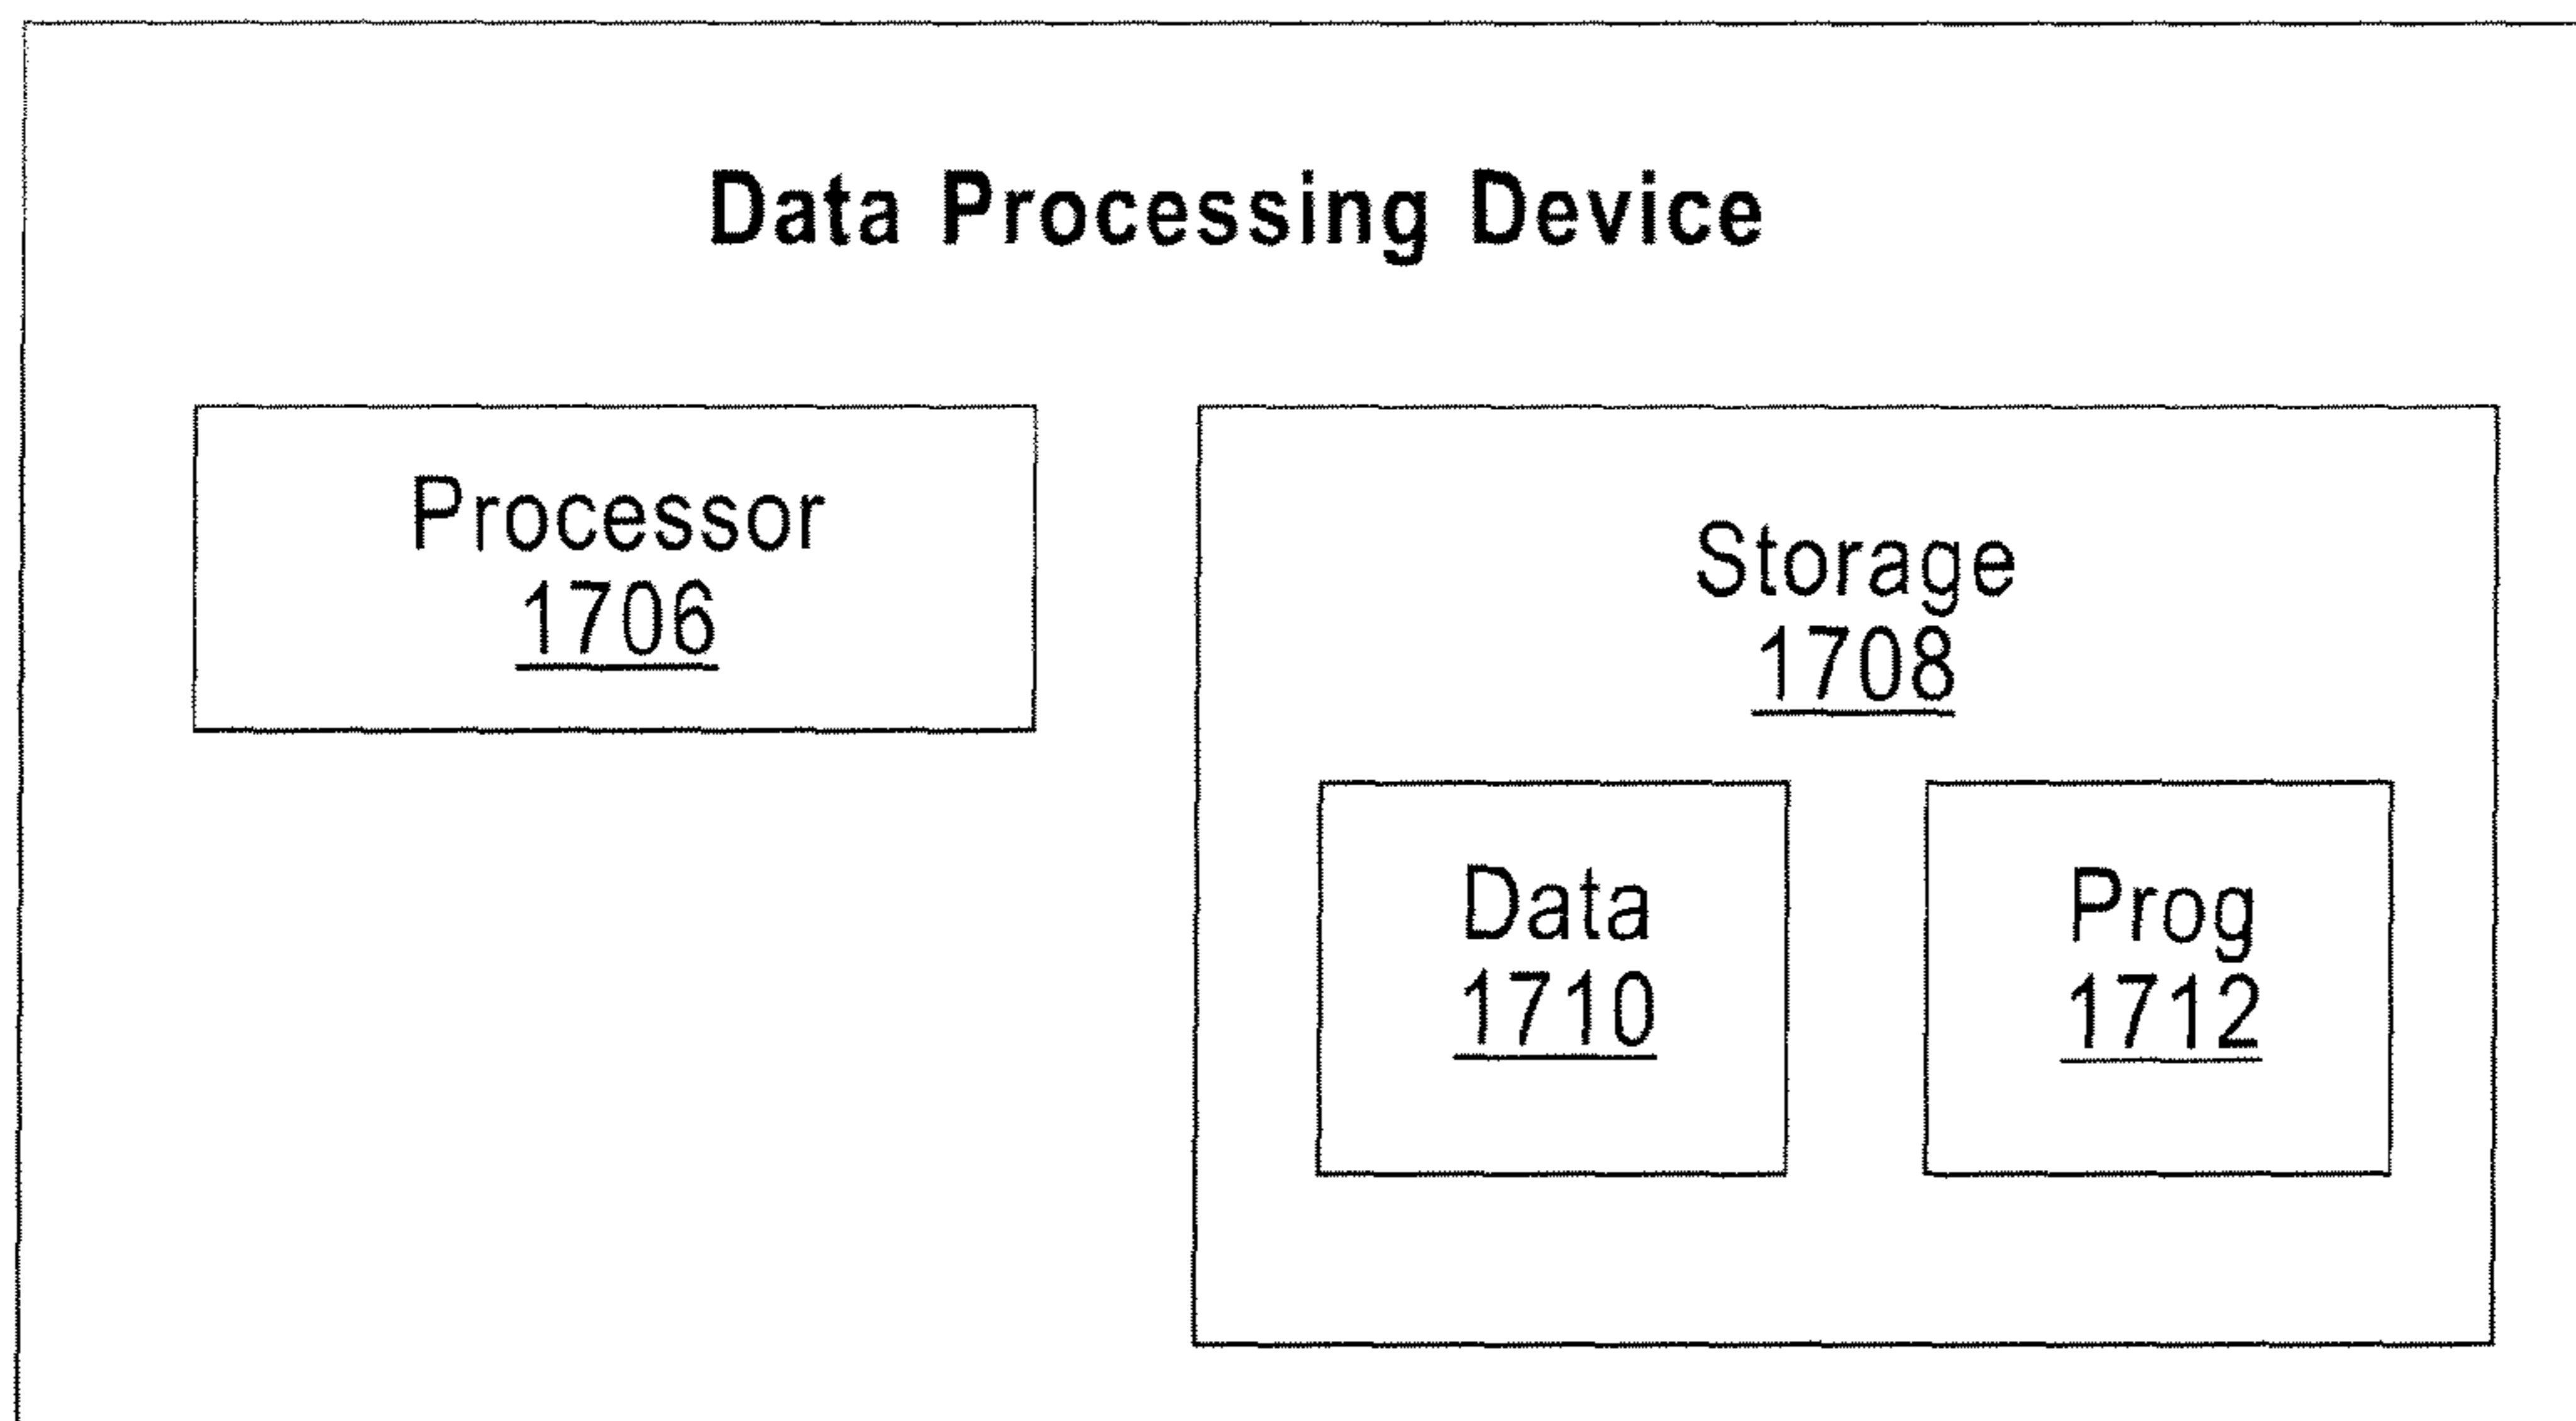 Data Processing Device
Processor
1706
Storage
1708
Data
1710
Prog
1712